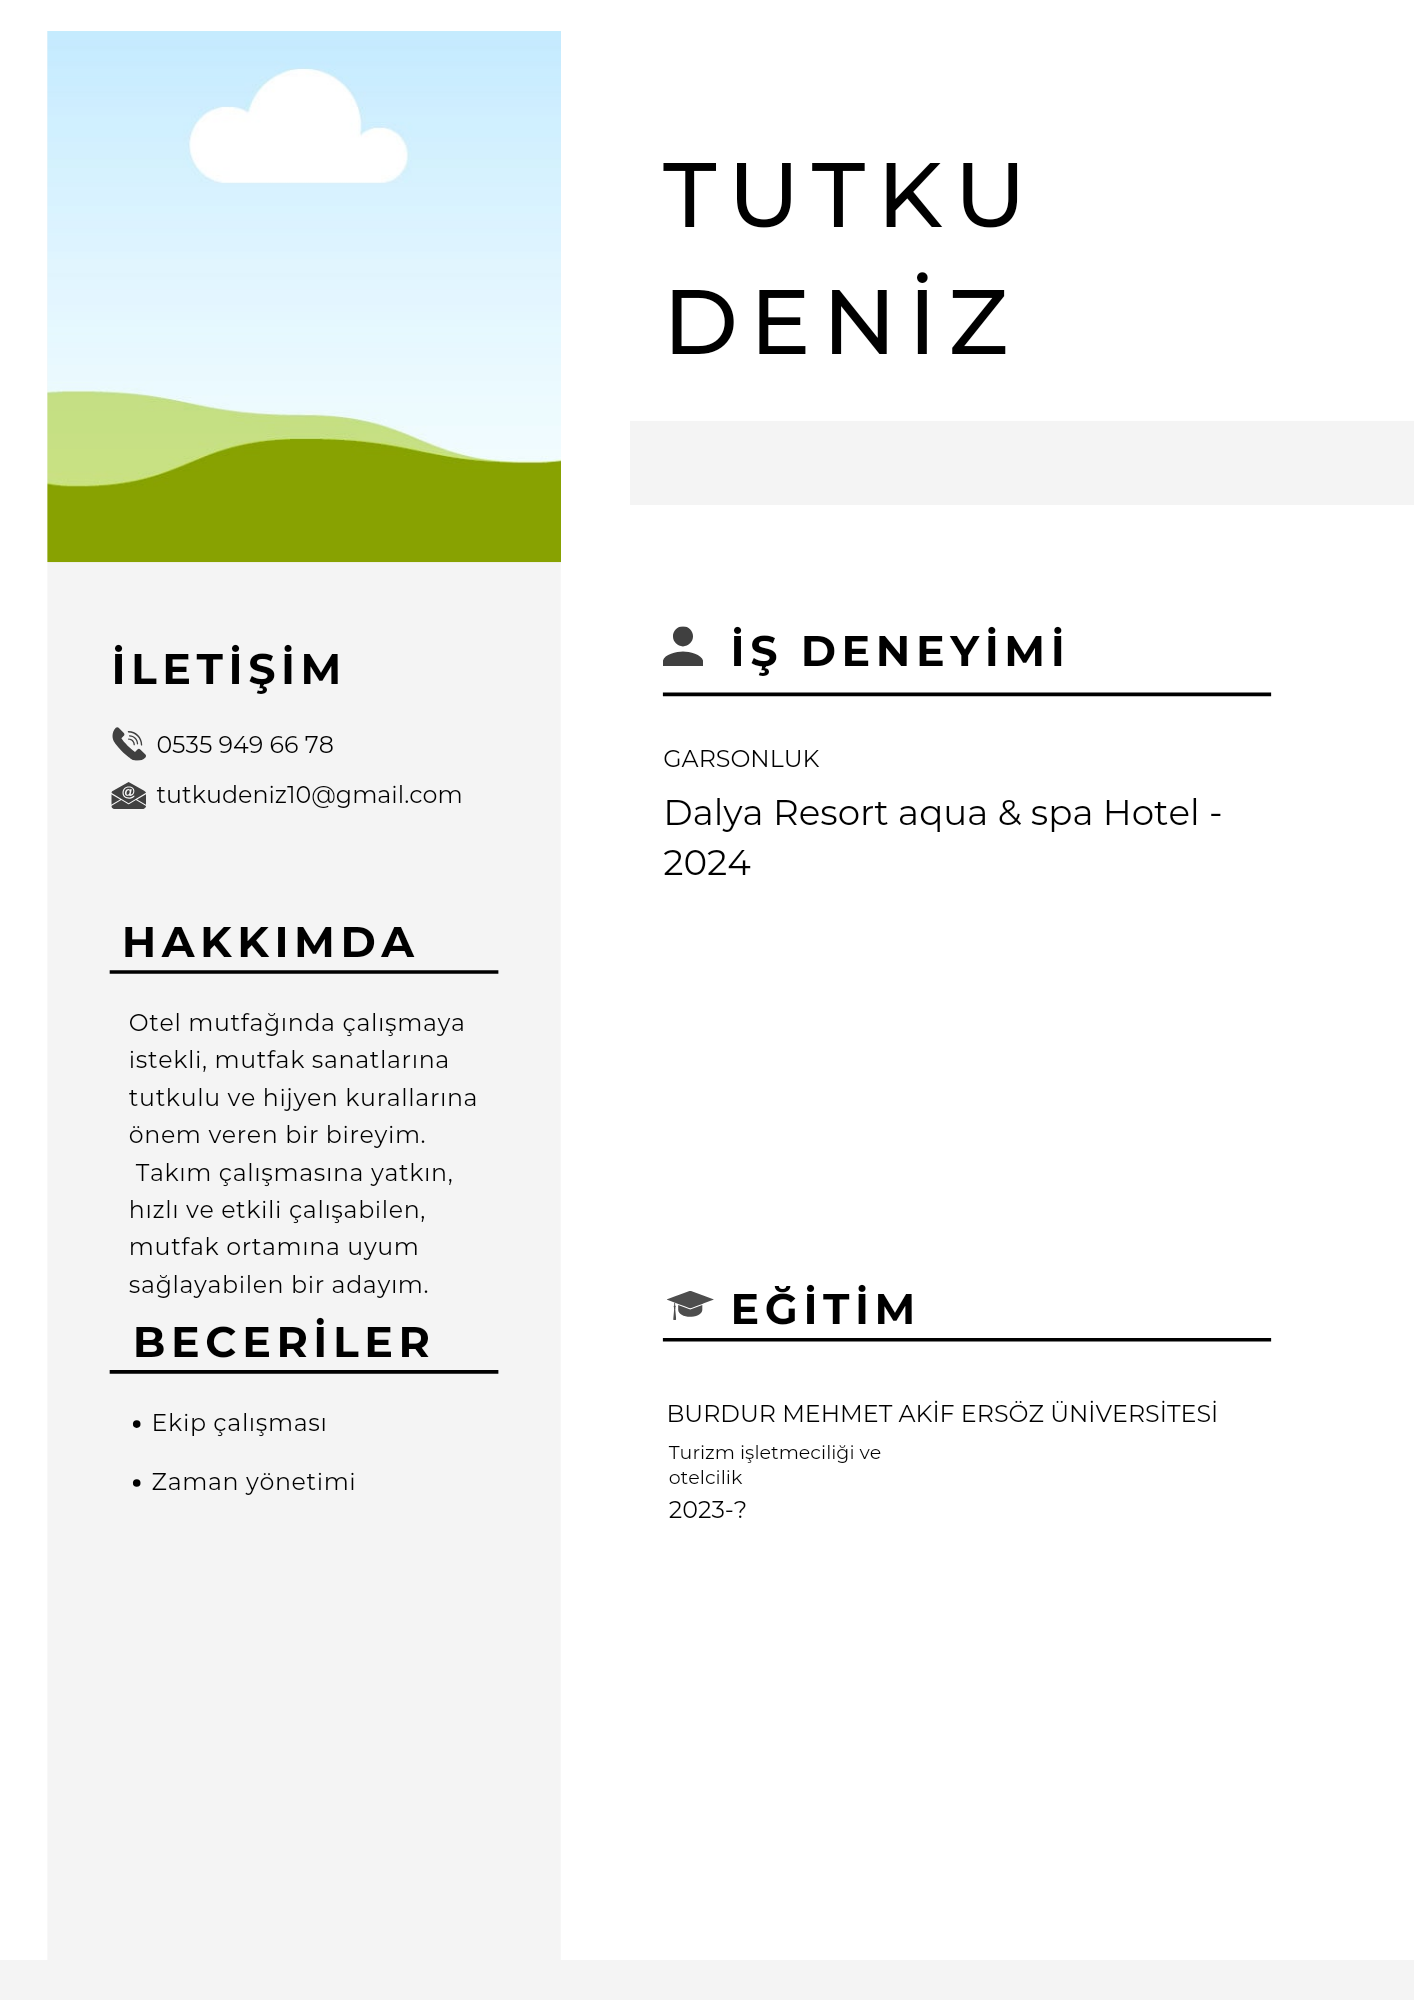 TUTKU
DENİZ
İLETİŞİM
0535 949 66 78
tutkudeniz10@gmail.com
HAKKIMDA
Otel mutfağında çalışmaya
istekli, mutfak sanatlarına
tutkulu ve hijyen kurallarına
önem veren bir bireyim.
Takım çalışmasına yatkın,
hızlı ve etkili çalışabilen,
mutfak ortamına uyum
sağlayabilen bir adayım.
BECERİLER
• Ekip çalışması
• Zaman yönetimi
İŞ DENEYİMİ
GARSONLUK
Dalya Resort aqua & spa Hotel -
2024
EĞİTİM
BURDUR MEHMET AKİF ERSÖZ ÜNİVERSİTESİ
Turizm işletmeciliği ve
otelcilik
2023-?